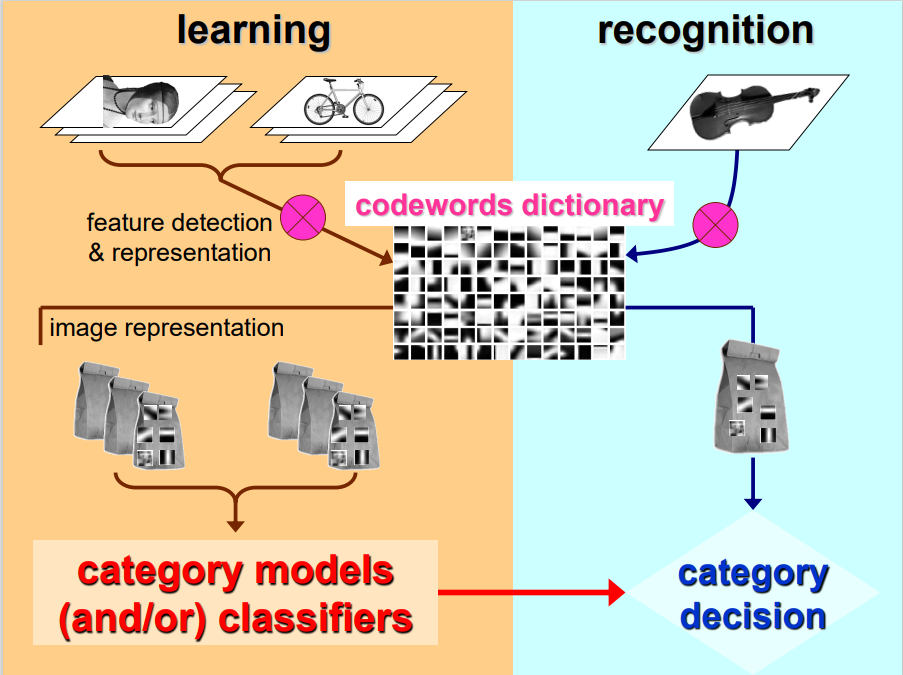 learning
recognition
codewords dictionary
feature detection
& representation
image representation
category models
(and/or) classifiers
category
decision